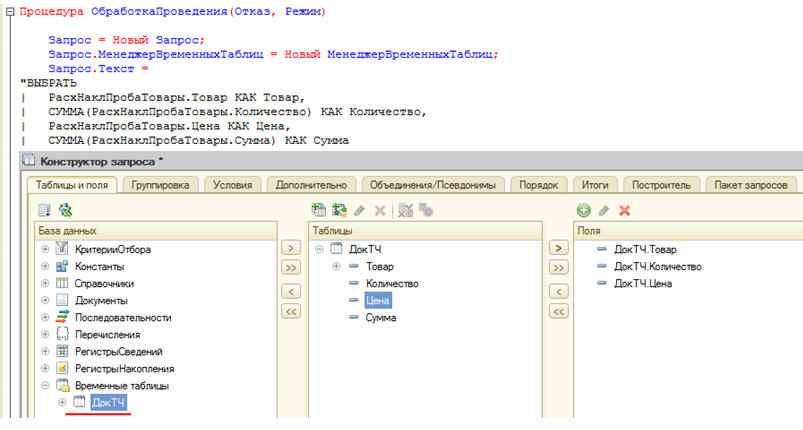 Процедура ОбработкаПроведения(Отказ, Режим)
Запрос = Новый Запрос;
Запрос.МенеджерВременныхТаблиц = Новый МенеджерВременныхТаблиц;
Запрос.Текст =
"ВЫБРАТЬ
| РасхНаклПробаТовары.Товар КАК Товар,
| СУММА(РасхНаклПробаТовары.Количество) КАК Количество,
| РасхНаклПробаТовары.Цена КАК Цена,
| СУММА(РасхНаклПробаТовары.Сумма) КАК Сумма
Конструктор запроса *
Таблицы и поля Группировка Условия Дополнительно Объединения/Псевдонимы Порядок Итоги Построитель Пакет запросов
База данных
КритерииОтбора
Константы
Справочники
Документы
Последовательности
Перечисления
РегистрыСведений
РегистрыНакопления
Временные таблицы
ДокТЧ
>
>>
<
<<
Таблицы
ДокТЧ
Товар
Количество
Цена
Сумма
>
>>
<
<<
Поля
ДокТЧ.Товар
ДокТЧ.Количество
ДокТЧ.Цена